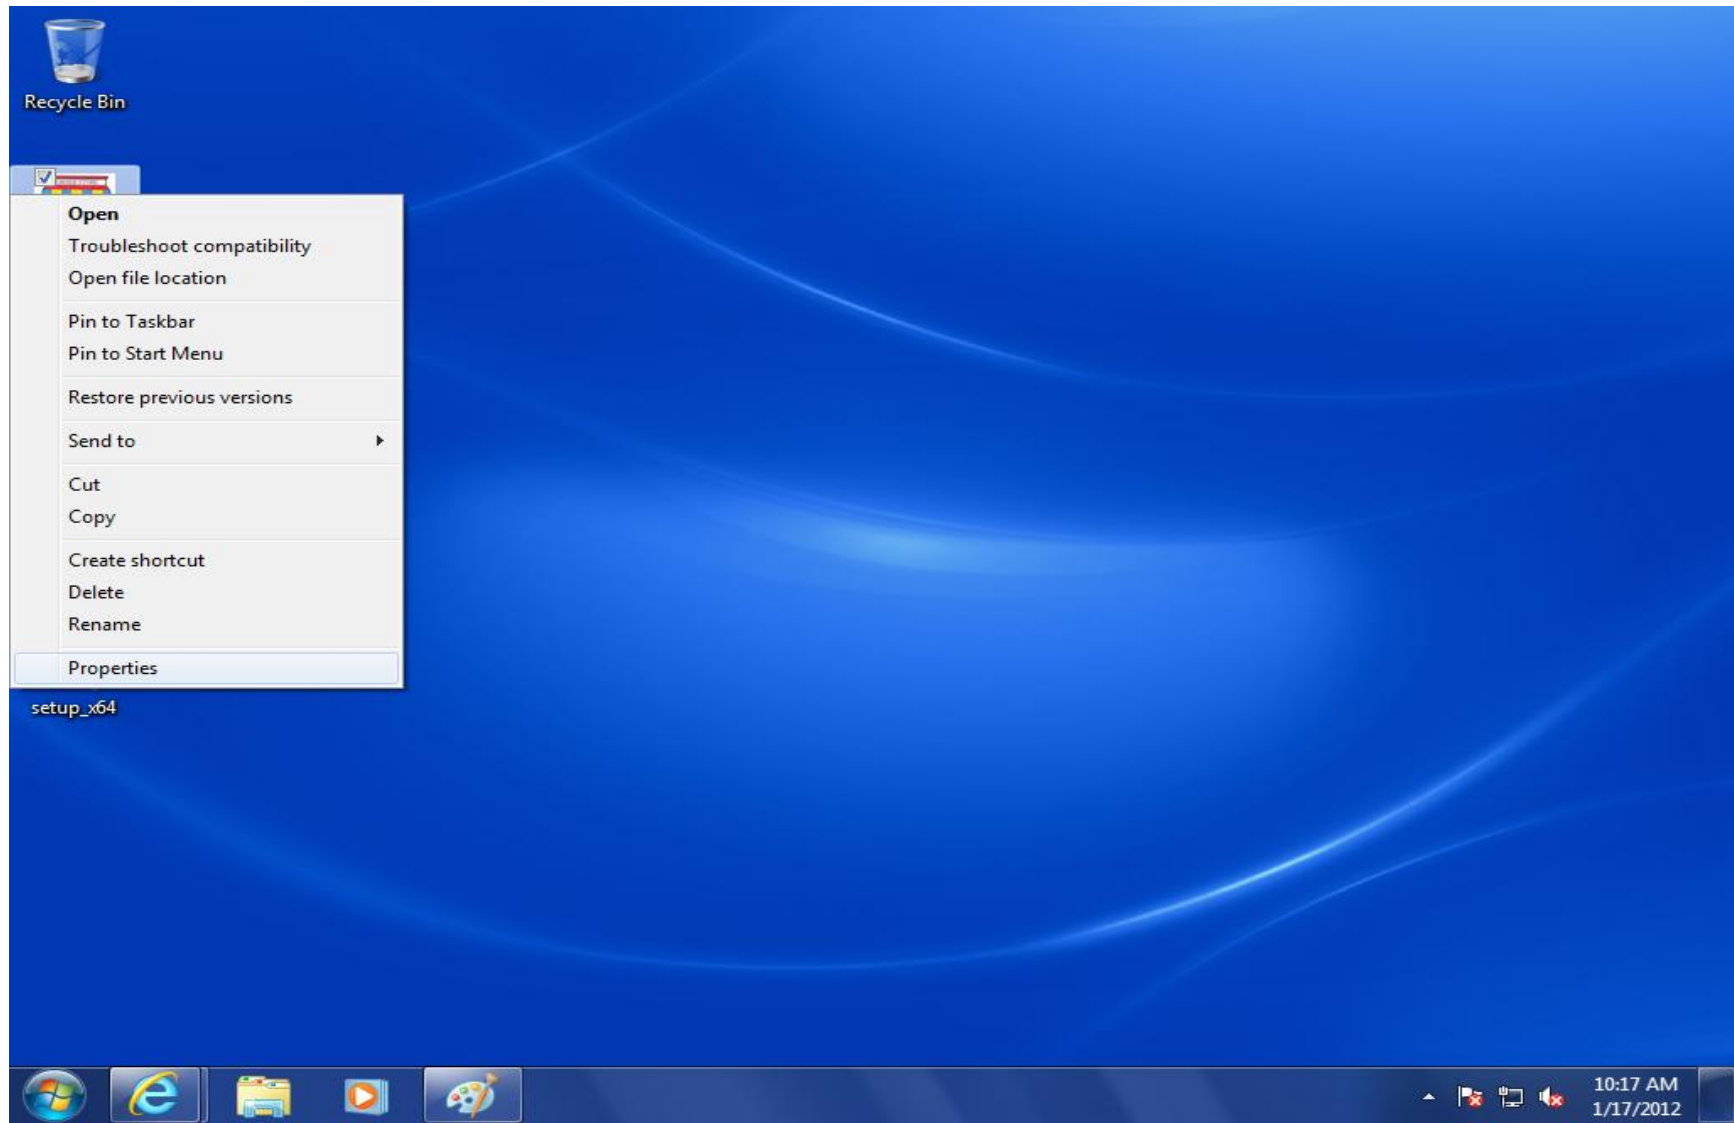 Recycle Bin
Open
Troubleshoot compatibility
Open file location
Pin to Taskbar
Pin to Start Menu
Restore previous versions
Send to
Cut
Copy
Create shortcut
Delete
Rename
Properties
setup_x64
10:17 AM
1/17/2012